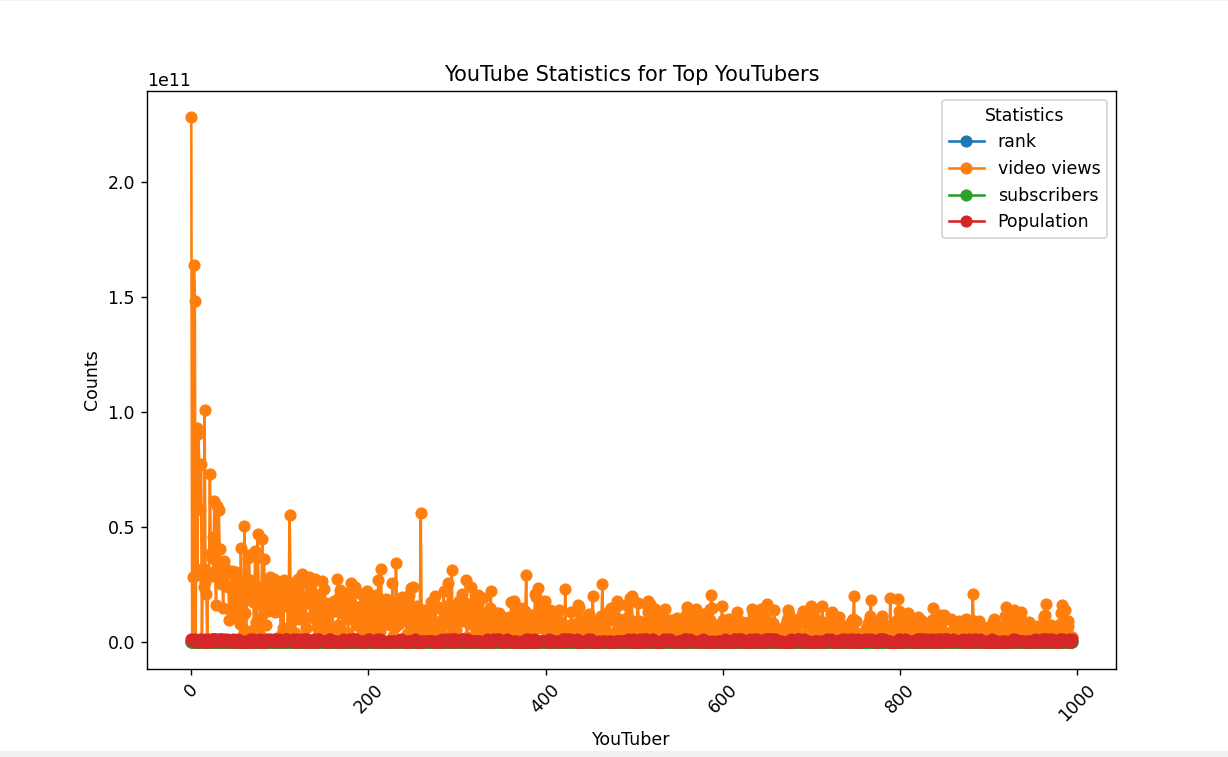 YouTube Statistics for Top YouTubers
1e11
Statistics
rank
video views
subscribers
Population
2.0
1.5
1.0
0.5
0.0
Counts
0
200
400
600
800
1000
YouTuber